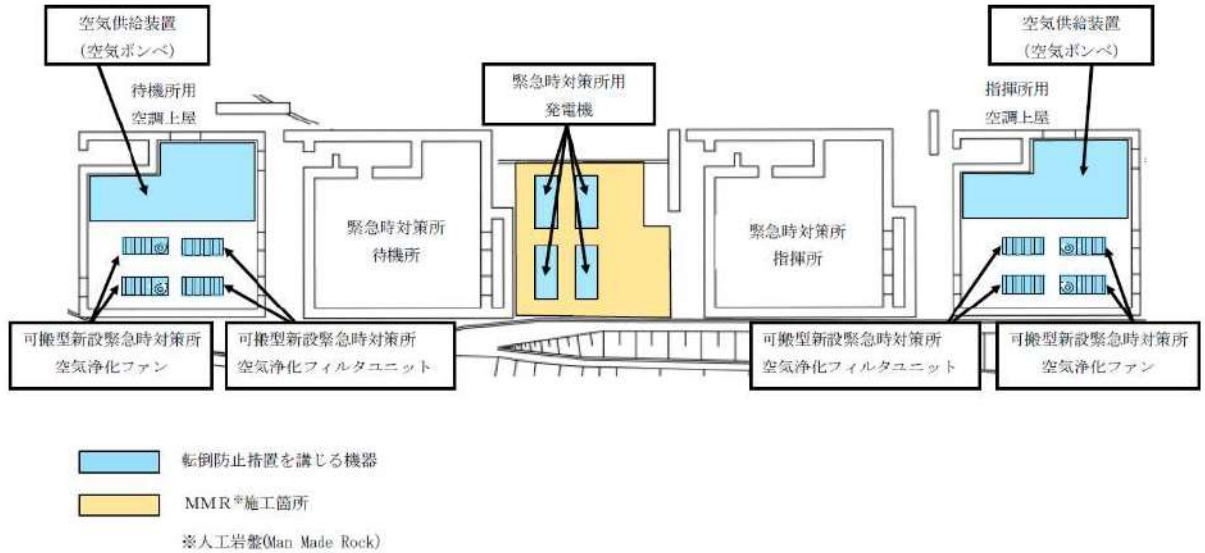 空気供給装置
(空気ボンベ)
空気供給装置
(空気ボンベ)
緊急時対策所用
発電機
待機所用
空調上屋
指揮所用
空調上屋
緊急時対策所
待機所
緊急時対策所
指揮所
可搬型新設緊急時対策所
空気浄化ファン
可搬型新設緊急時対策所
空気浄化フィルタユニット
可搬型新設緊急時対策所
空気浄化フィルタユニット
可搬型新設緊急時対策所
空気浄化ファン
転倒防止措置を講じる機器
MMR※施工箇所
※人工岩盤(Man Made Rock)